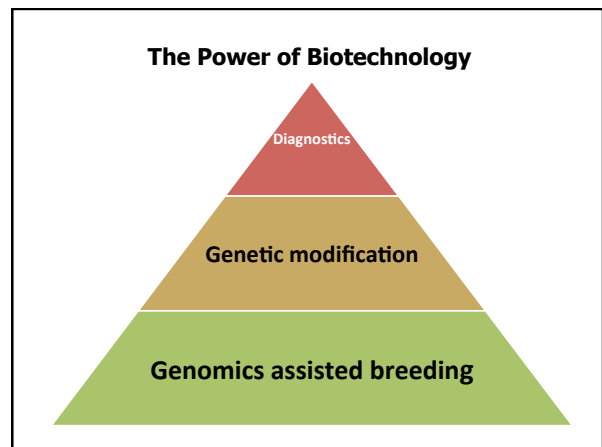 The Power of Biotechnology
Diagnostics
Genetic modification
Genomics assisted breeding